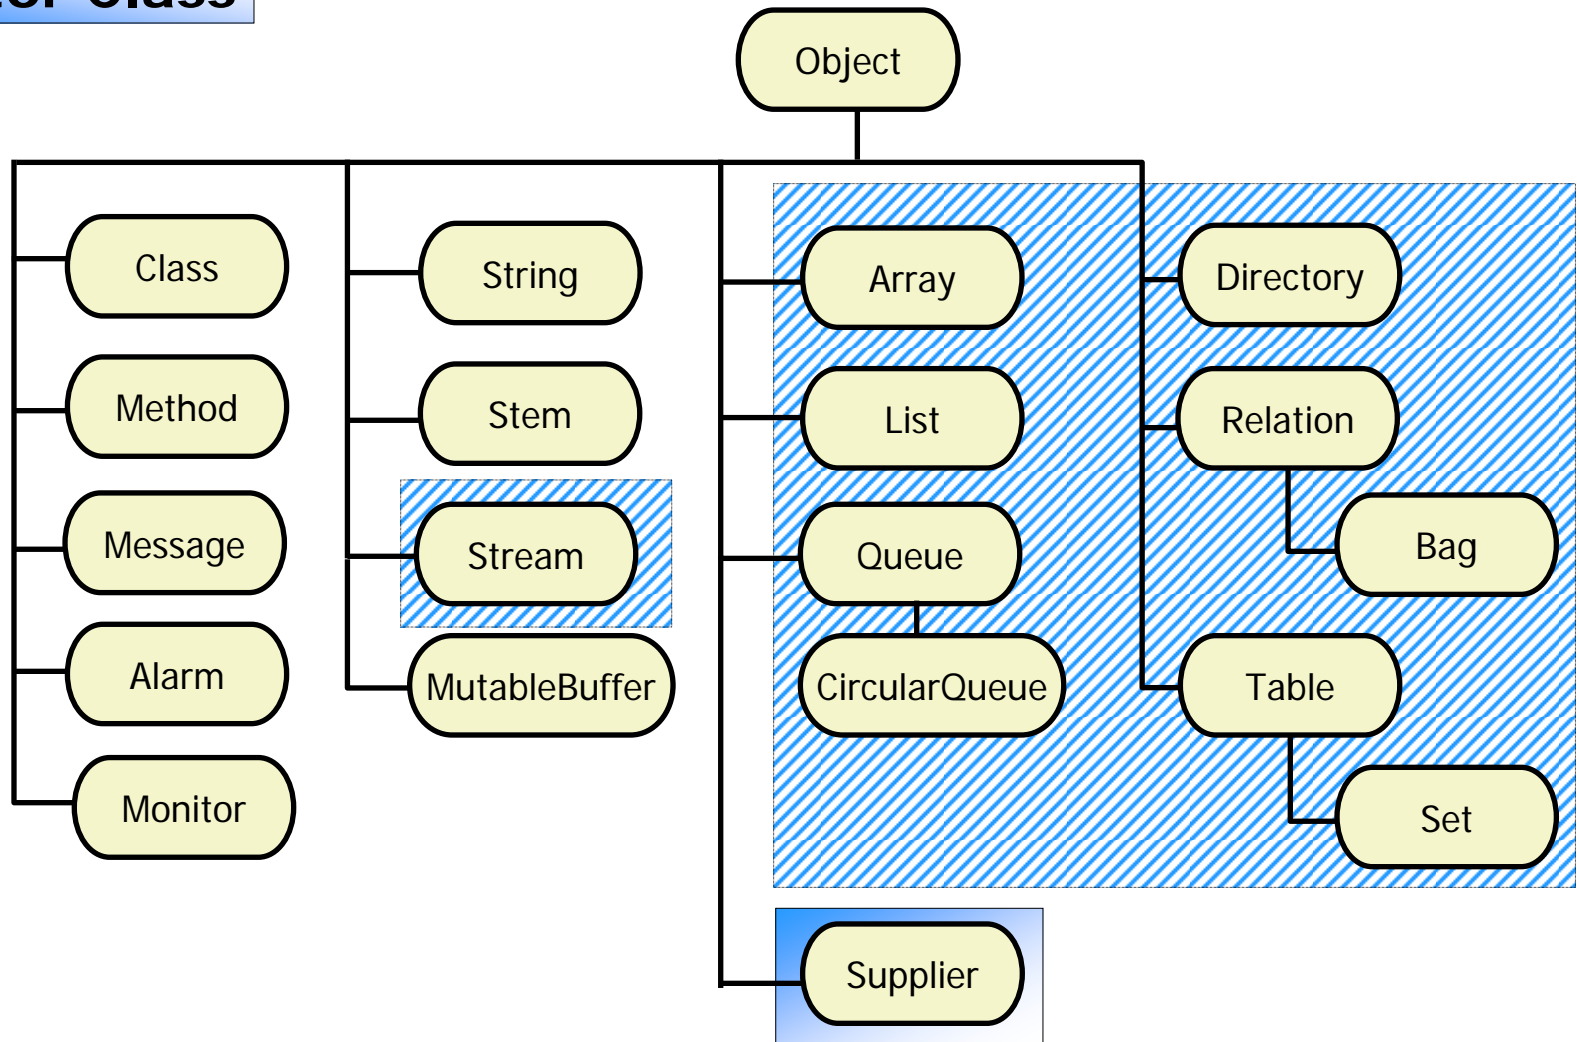 class
Object
Class
Method
Message
Alarm
Monitor
String
Stem
Stream
MutableBuffer
Array
List
Queue
CircularQueue
Supplier
Directory
Relation
Bag
Table
Set